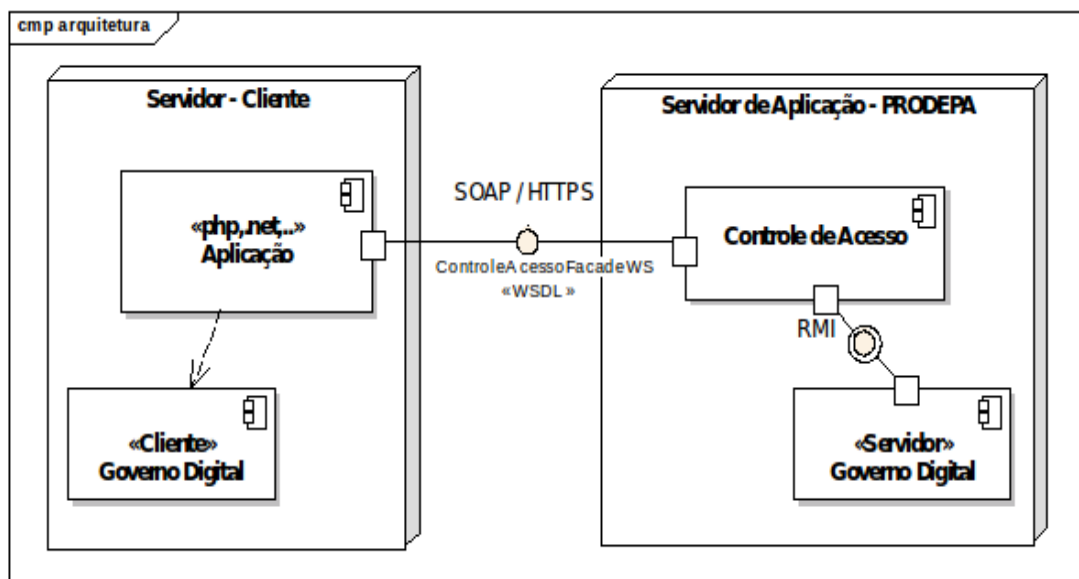 cmp arquitetura
Servidor - Cliente
«php,.net,..»
Aplicação
«Cliente»
Governo Digital
SOAP / HTTPS
ControleAcessoFacadeWS
«WSDL»
Servidor de Aplicação - PRODEPA
Controle de Acesso
RMI
«Servidor»
Governo Digital